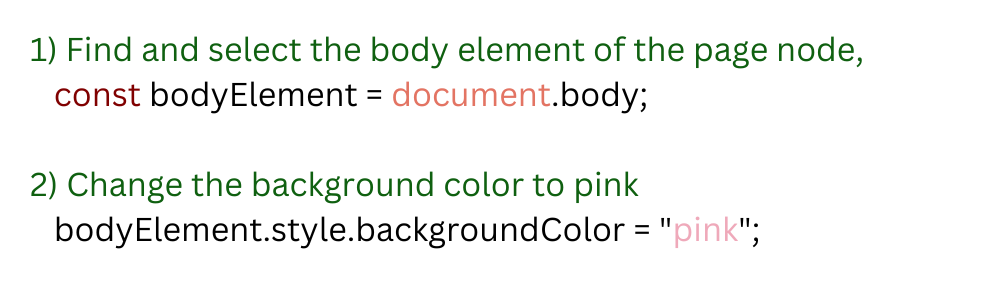 1) Find and select the body element of the page node,
const bodyElement = document.body;
2) Change the background color to pink
bodyElement.style.backgroundColor = "pink";